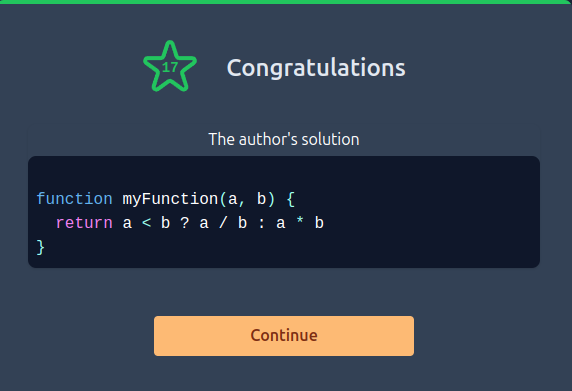 17
Congratulations
The author's solution
function myFunction(a, b) {
  return a < b ? a / b : a * b
}
Continue